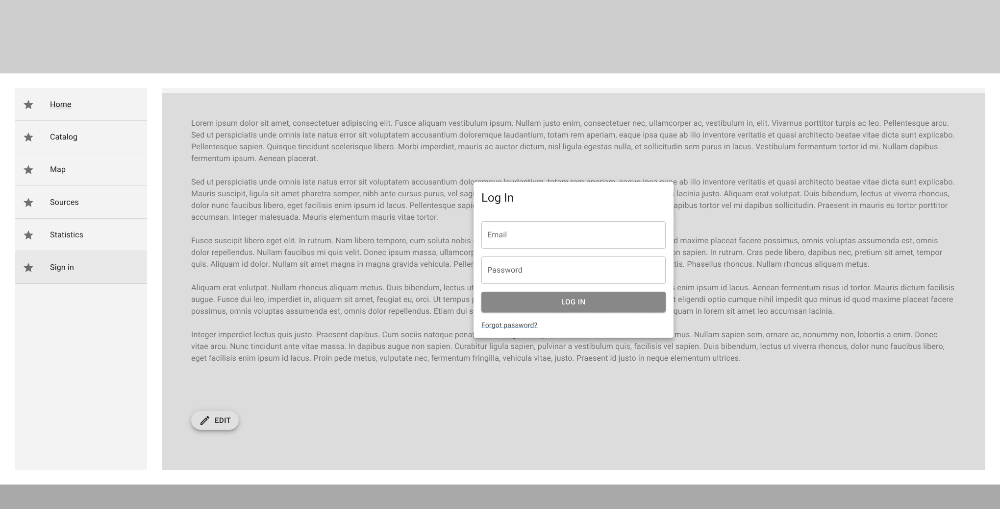 Home
Catalog
Map
Sources
Statistics
Sign in
Lorem ipsum dolor sit amet, consectetuer adipiscing elit. Fusce aliquam vestibulum ipsum. Nullam justo enim, consectetuer nec, ullamcorper ac, vestibulum in, elit. Vivamus porttitor turpis ac leo. Pellentesque arcu.
Sed ut perspiciatis unde omnis iste natus error sit voluptatem accusantium doloremque laudantium, totam rem aperiam, eaque ipsa quae ab illo inventore veritatis et quasi architecto beatae vitae dicta sunt explicabo.
Pellentesque sapien. Quisque tincidunt scelerisque libero. Morbi imperdiet, mauris ac auctor dictum, nisl ligula egestas nulla, et sollicitudin sem purus in lacus. Vestibulum fermentum tortor id mi. Nullam dapibus
fermentum ipsum. Aenean placerat.
Sed ut perspiciatis unde omnis iste natus error sit voluptatem accusantium doloremque laudantium, totam rem aperiam, eaque ipsa quae ab illo inventore veritatis et quasi architecto beatae vitae dicta sunt explicabo.
Mauris suscipit, ligula sit amet pharetra semper, nibh ante cursus purus, vel lacinia justo. Aliquam erat volutpat. Duis bibendum, lectus ut viverra rhoncus,
dolor nunc faucibus libero, eget facilisis enim ipsum id lacus. Pellentesque tortor vel mi dapibus sollicitudin. Praesent in mauris eu tortor porttitor
accumsan. Integer malesuada. Mauris elementum mauris vitae tortor.
Fusce suscipit libero eget elit. In rutrum. Nam libero tempore, cum soluta nobis maxime placeat facere possimus, omnis voluptas assumenda est, omnis
dolor repellendus. Nullam faucibus mi quis velit. Donec ipsum massa, sapien. In rutrum. Cras pede libero, dapibus nec, pretium sit amet, tempor
quis. Aliquam id dolor. Nullam sit amet magna in magna gravida vehicula. Phasellus rhoncus. Nullam rhoncus aliquam metus.
Aliquam erat volutpat. Nullam rhoncus aliquam metus. Duis bibendum, lectus ut enim ipsum id lacus. Aenean fermentum risus id tortor. Mauris dictum facilisis
augue. Fusce dui leo, imperdiet in, aliquam sit amet, feugiat eu, orci. Ut tempus eligendi optio cumque nihil impedit quo minus id quod maxime placeat facere
possimus, omnis voluptas assumenda est, omnis dolor repellendus. Etiam dui in lorem sit amet leo accumsan lacinia.
Integer imperdiet lectus quis justo. Praesent dapibus. Cum sociis natoque mus. Nullam sapien sem, ornare ac, nonummy non, lobortis a enim. Donec
vitae arcu. Nunc tincidunt ante vitae massa. In dapibus augue non sapien. Curabitur ligula sapien, pulvinar a vestibulum quis, facilisis vel sapien. Duis bibendum, lectus ut viverra rhoncus, dolor nunc faucibus libero,
eget facilisis enim ipsum id lacus. Proin pede metus, vulputate nec, fermentum fringilla, vehicula vitae, justo. Praesent id justo in neque elementum ultrices.
Log In
Email
Password
LOG IN
Forgot password?
EDIT